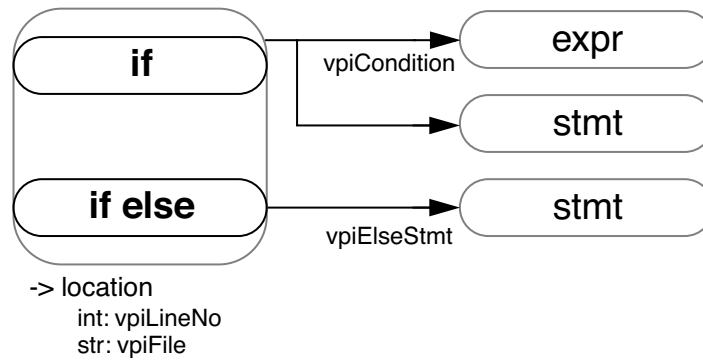 if
expr
vpiCondition
stmt
if else
stmt
vpiElseStmt
-> location
int: vpiLineNo
str: vpiFile